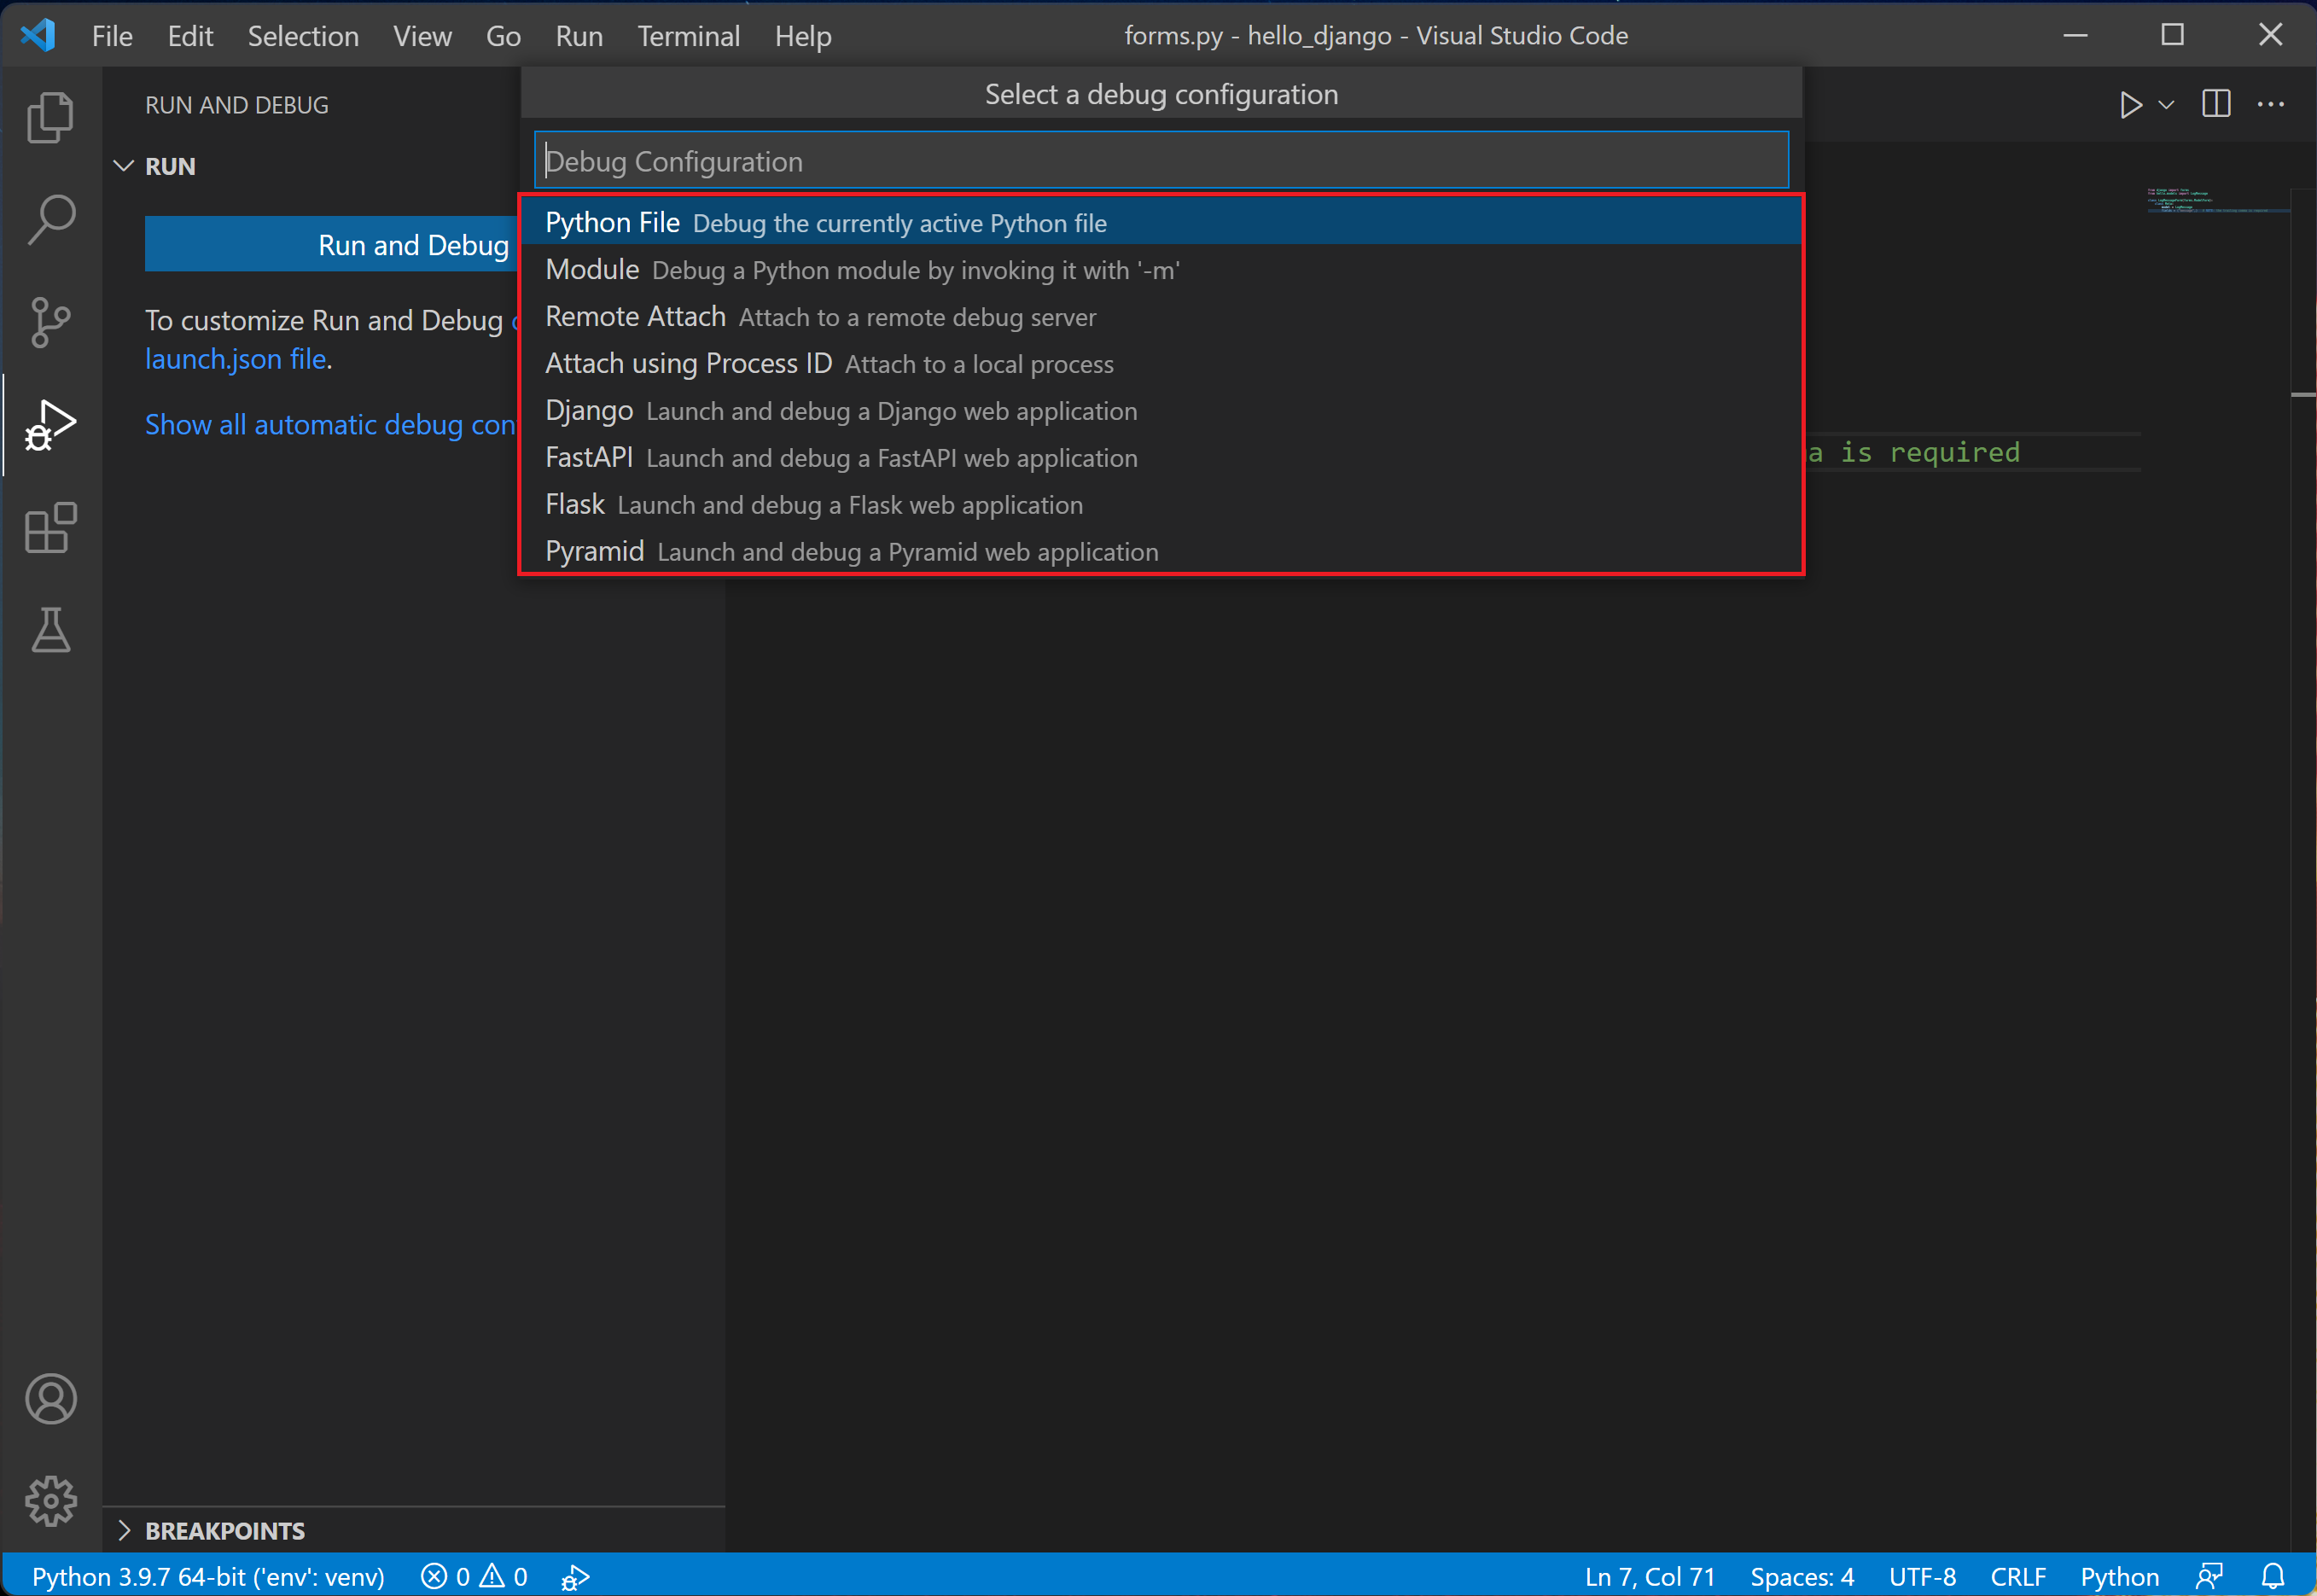 File Edit Selection View Go Run Terminal Help forms.py - hello_django - Visual Studio Code
RUN AND DEBUG
Select a debug configuration
Debug Configuration
RUN
Run and Debug
To customize Run and Debug
launch.json file.
Show all automatic debug con
Python File Debug the currently active Python file
Module Debug a Python module by invoking it with '-m'
Remote Attach Attach to a remote debug server
Attach using Process ID Attach to a local process
Django Launch and debug a Django web application
FastAPI Launch and debug a FastAPI web application
Flask Launch and debug a Flask web application
Pyramid Launch and debug a Pyramid web application
a is required
BREAKPOINTS
Python 3.9.7 64-bit ('env': venv) 0 0 Ln 7, Col 71 Spaces: 4 UTF-8 CRLF Python